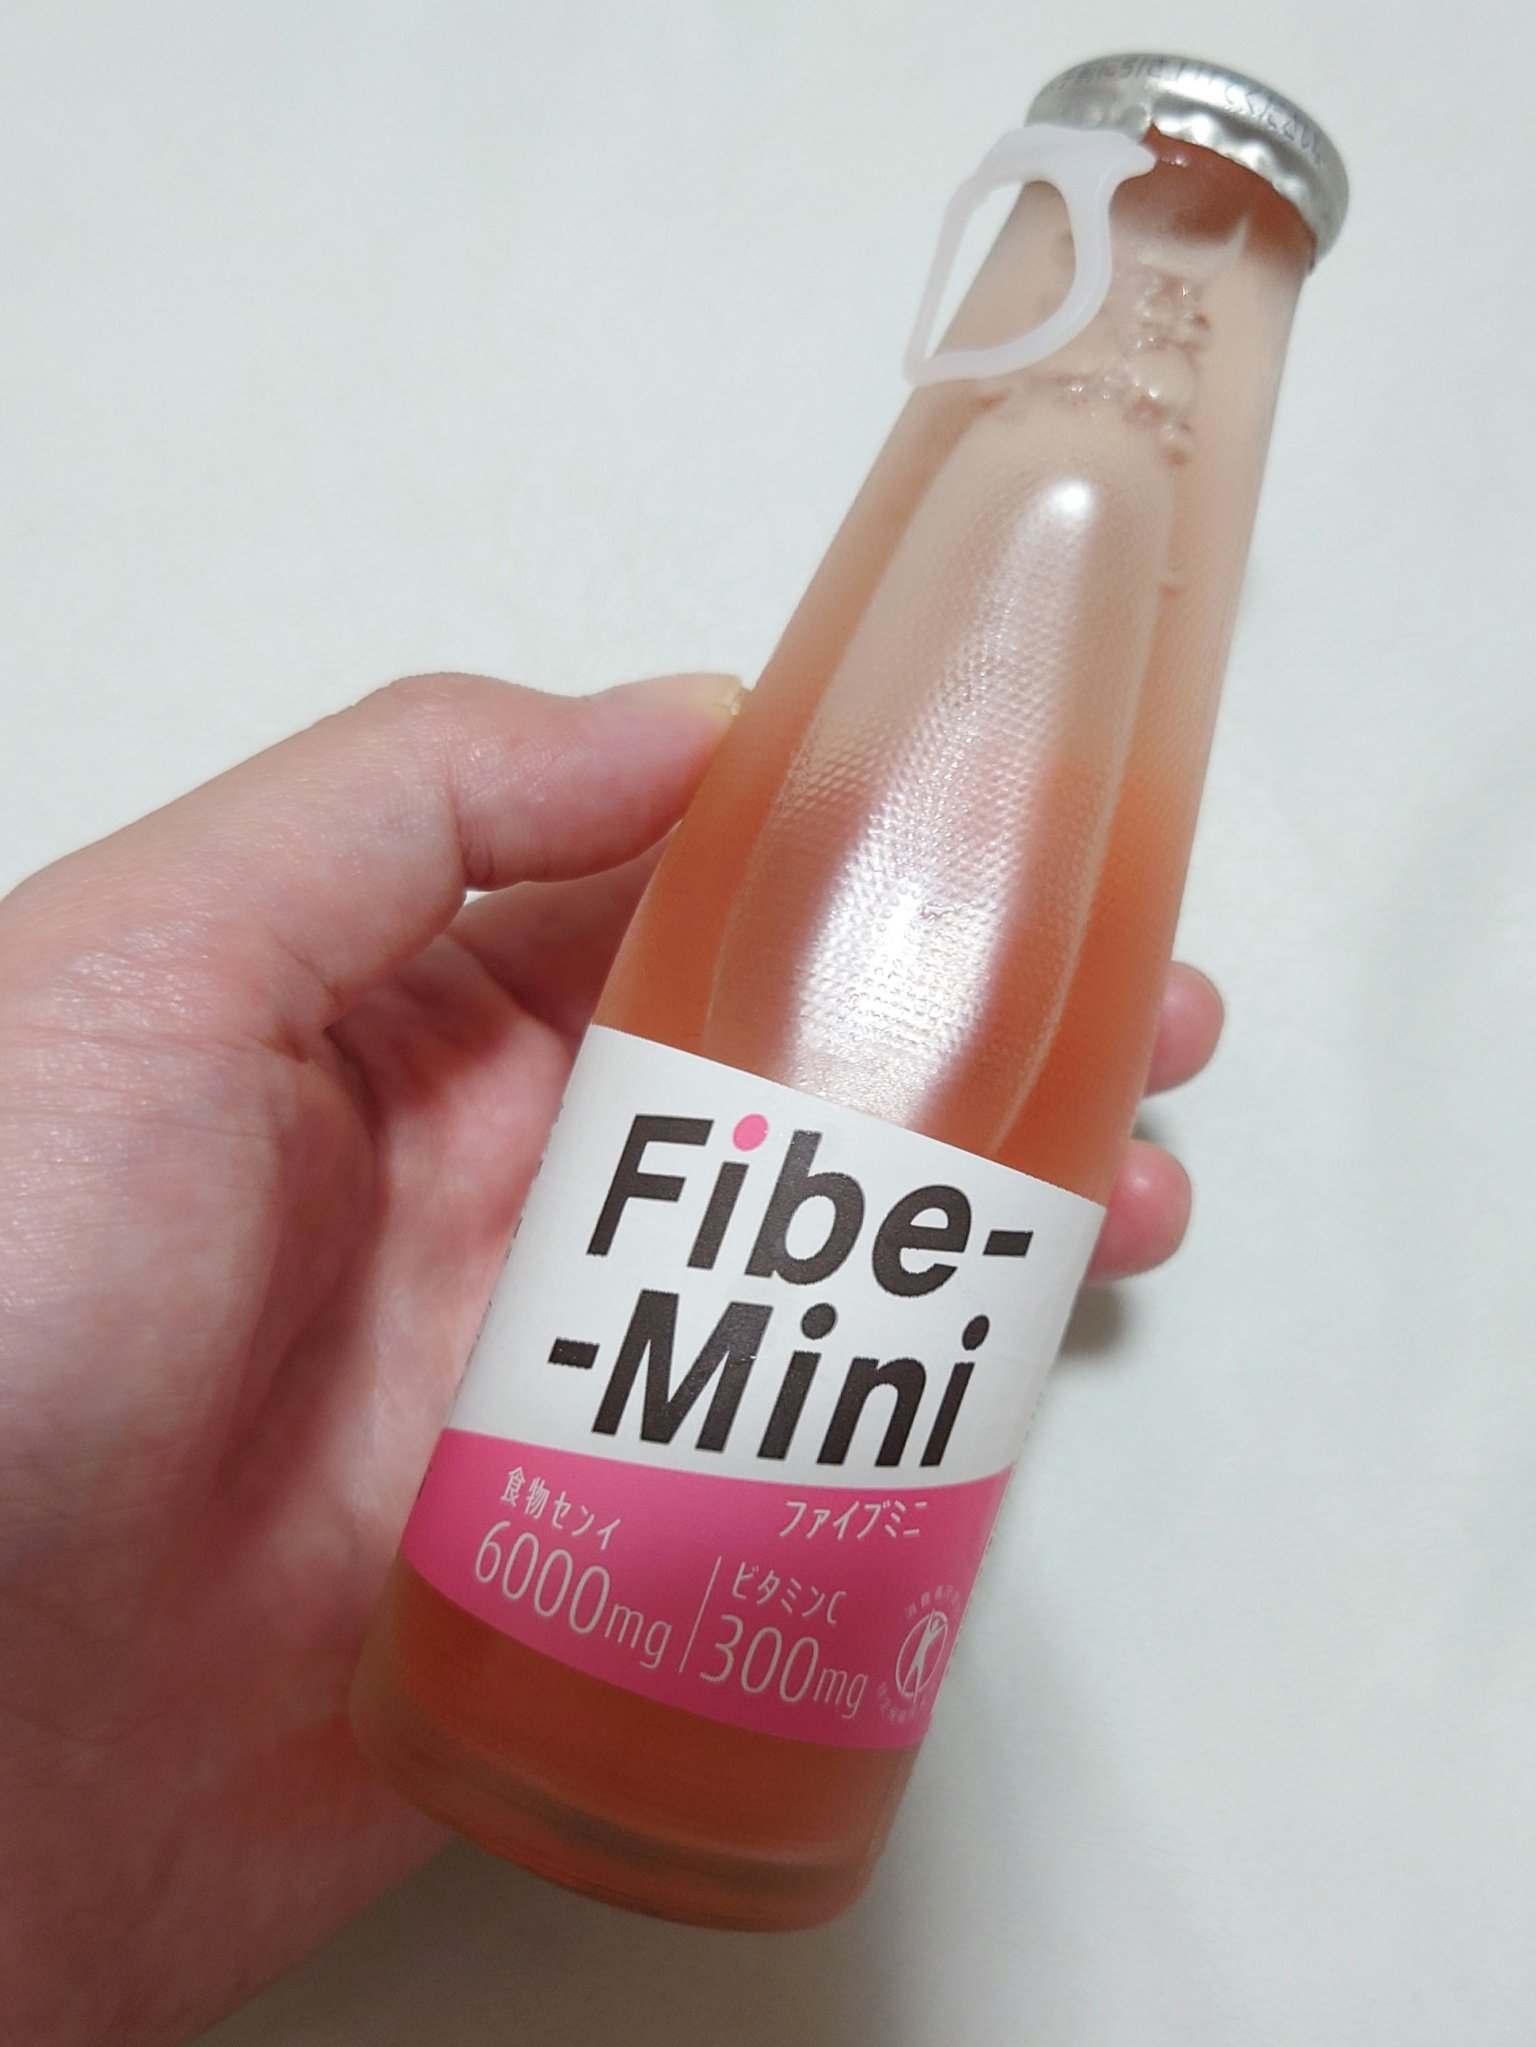 Fibe-
-Mini
ファイブミニ
食物センイ
6000mg
ビタミンC
300mg